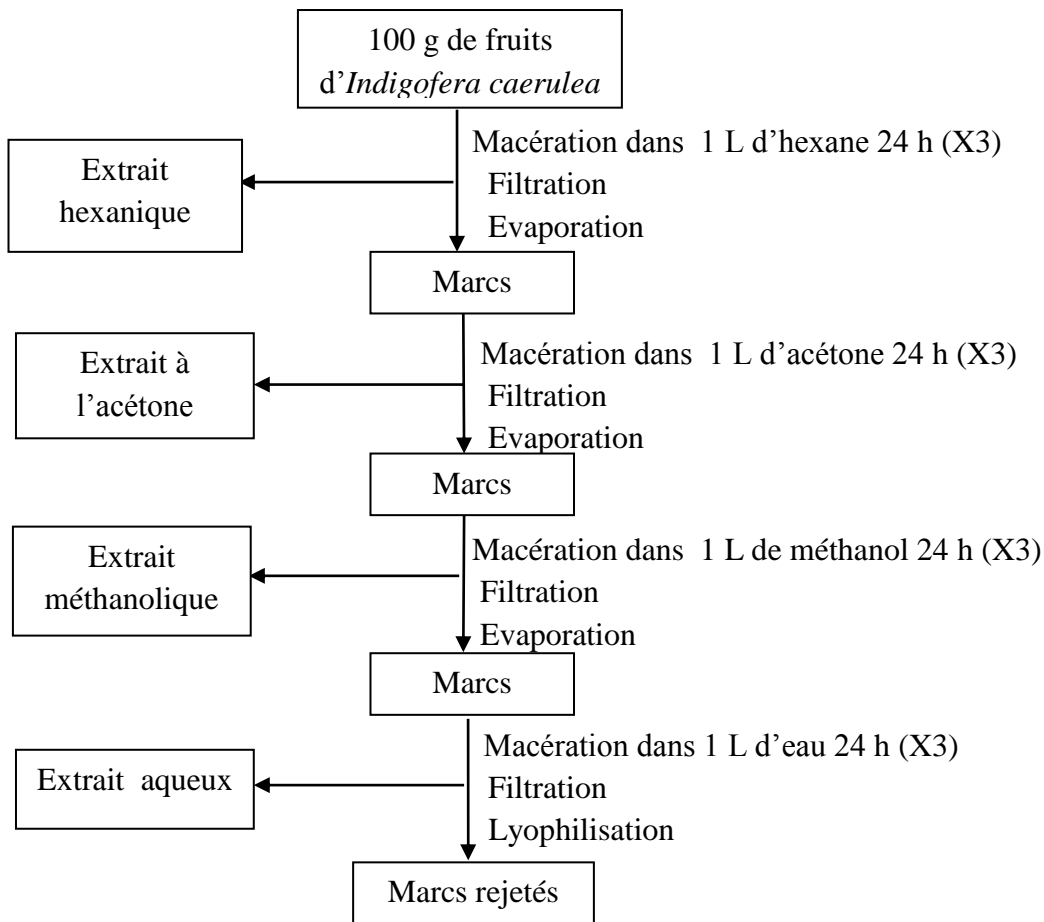 100 g de fruits
d’Indigofera caerulea
Macération dans 1 L d’hexane 24 h (X3)
Filtration
Evaporation
Extrait
hexanique
Marcs
Macération dans 1 L d’acétone 24 h (X3)
Filtration
Evaporation
Extrait à
l’acétone
Marcs
Macération dans 1 L de méthanol 24 h (X3)
Filtration
Evaporation
Extrait
méthanolique
Marcs
Macération dans 1 L d’eau 24 h (X3)
Filtration
Lyophilisation
Extrait aqueux
Marcs rejetés